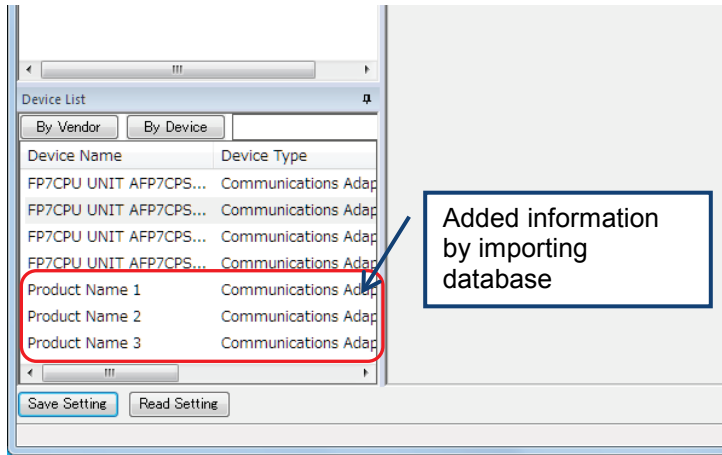 Device List
By Vendor By Device
Device Name Device Type
FP7CPU UNIT AFP7CPS... Communications Adap
FP7CPU UNIT AFP7CPS... Communications Adap
FP7CPU UNIT AFP7CPS... Communications Adap
FP7CPU UNIT AFP7CPS... Communications Adap
Product Name 1 Communications Adap
Product Name 2 Communications Adap
Product Name 3 Communications Adap
Added information
by importing
database
Save Setting Read Setting